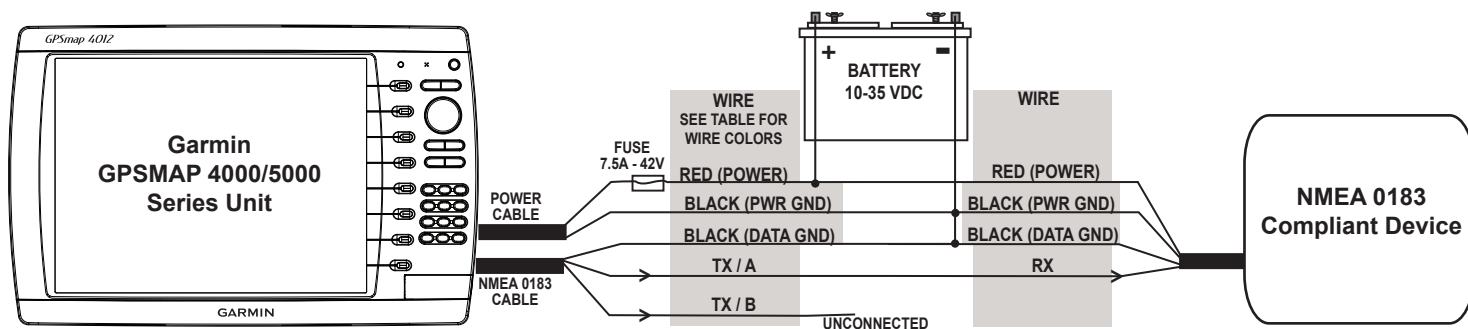 GPSmap 4012
Garmin
GPSMAP 4000/5000
Series Unit
GARMIN
POWER
CABLE
NMEA 0183
CABLE
FUSE
7.5A - 42V
WIRE
SEE TABLE FOR
WIRE COLORS
RED (POWER)
BLACK (PWR GND)
BLACK (DATA GND)
TX / A
TX / B
UNCONNECTED
+ -
BATTERY
10-35 VDC
WIRE
RED (POWER)
BLACK (PWR GND)
BLACK (DATA GND)
RX
NMEA 0183
Compliant Device